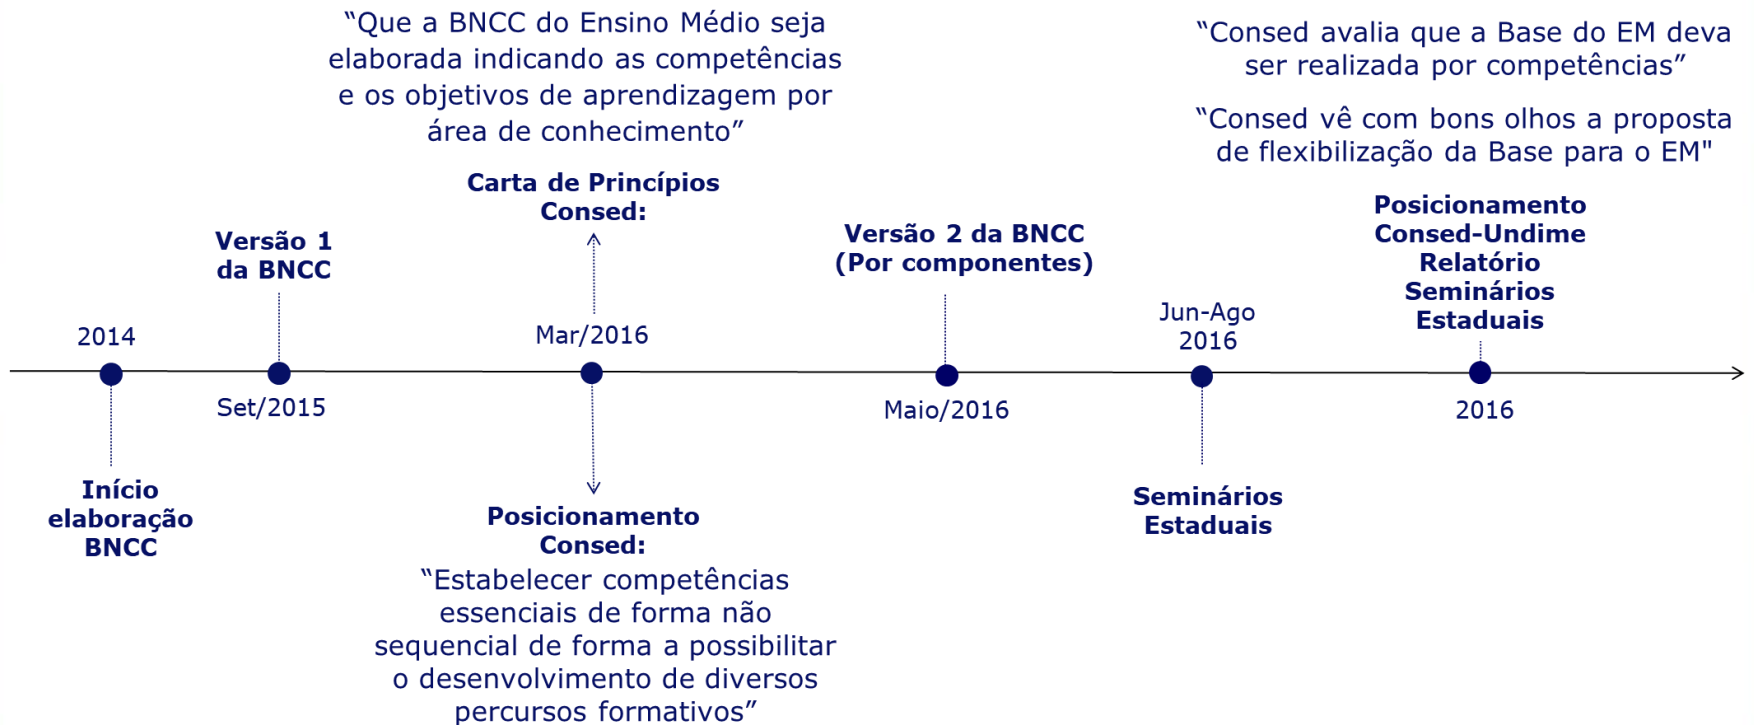 “Que a BNCC do Ensino Médio seja
elaborada indicando as competências
e os objetivos de aprendizagem por
área de conhecimento”
Carta de Princípios
Consed:
“Consed avalia que a Base do EM deva
ser realizada por competências”
“Consed vê com bons olhos a proposta
de flexibilização da Base para o EM"
Posicionamento
Consed-Undime
Relatório
Seminários
Estaduais
Versão 1
da BNCC
Versão 2 da BNCC
(Por componentes)
2014
Mar/2016
Jun-Ago
2016
Set/2015
Maio/2016
2016
Início
elaboração
BNCC
Posicionamento
Consed:
“Estabelecer competências
essenciais de forma não
sequencial de forma a possibilitar
o desenvolvimento de diversos
percursos formativos”
Seminários
Estaduais